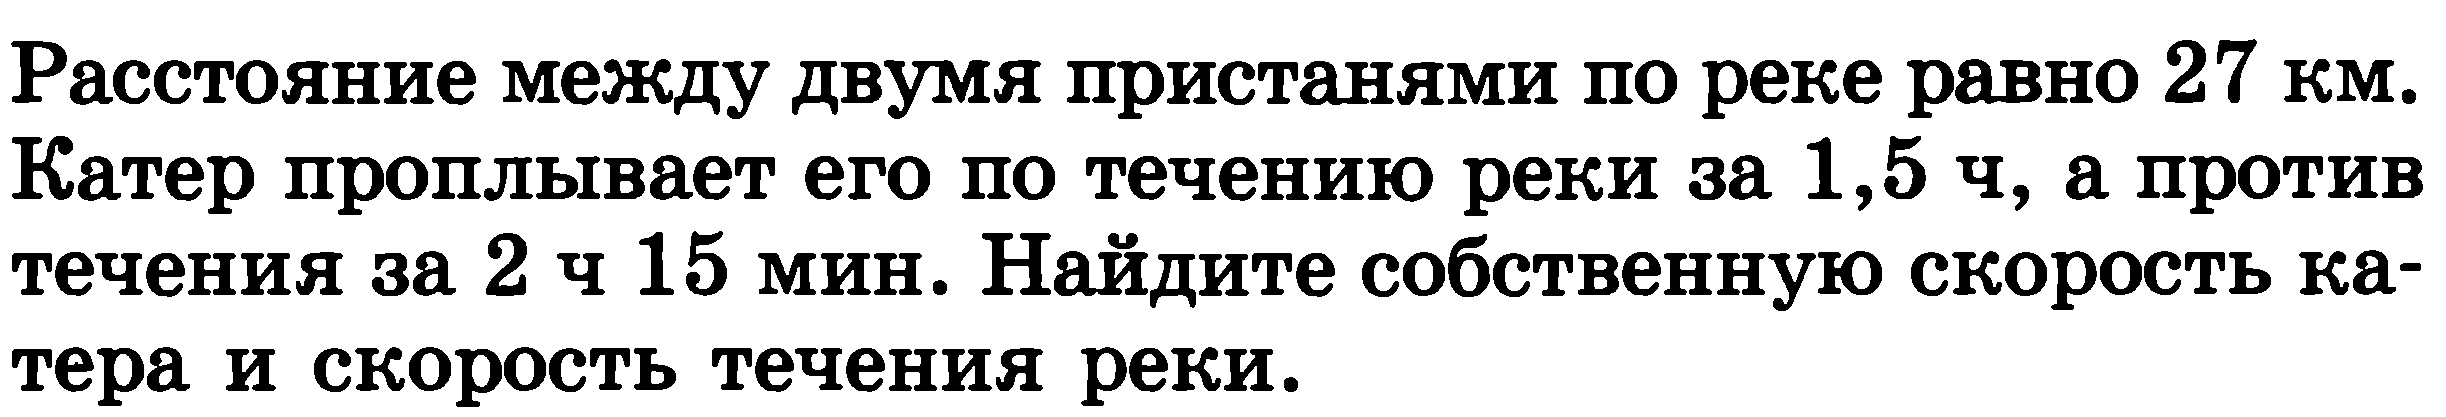 Расстояние между двумя пристанями по реке равно 27 км.
Катер проплывает его по течению реки за 1,5 ч, а против
течения за 2 ч 15 мин. Найдите собственную скорость ка-
тера и скорость течения реки.